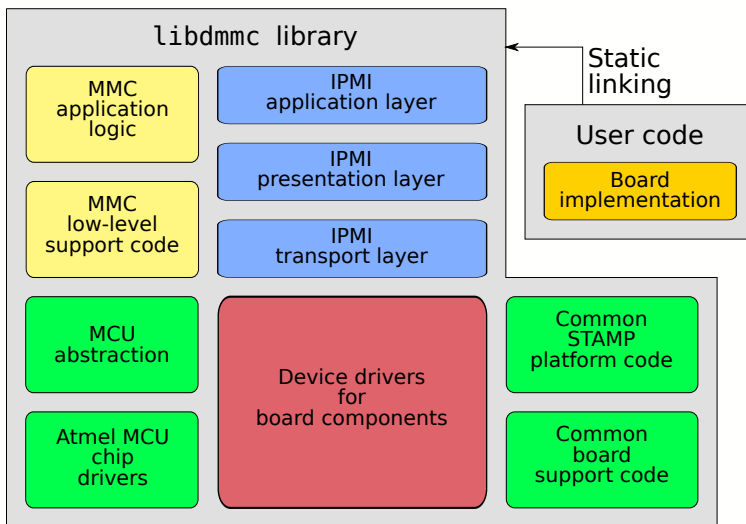 libdmmc library
MMC
application
logic
IPMI
application layer
Static
linking
User code
Board
implementation
IPMI
presentation layer
MMC
low-level
support code
IPMI
transport layer
MCU
abstraction
Device drivers
for
board components
Common
STAMP
platform code
Atmel MCU
chip
drivers
Common
board
support code